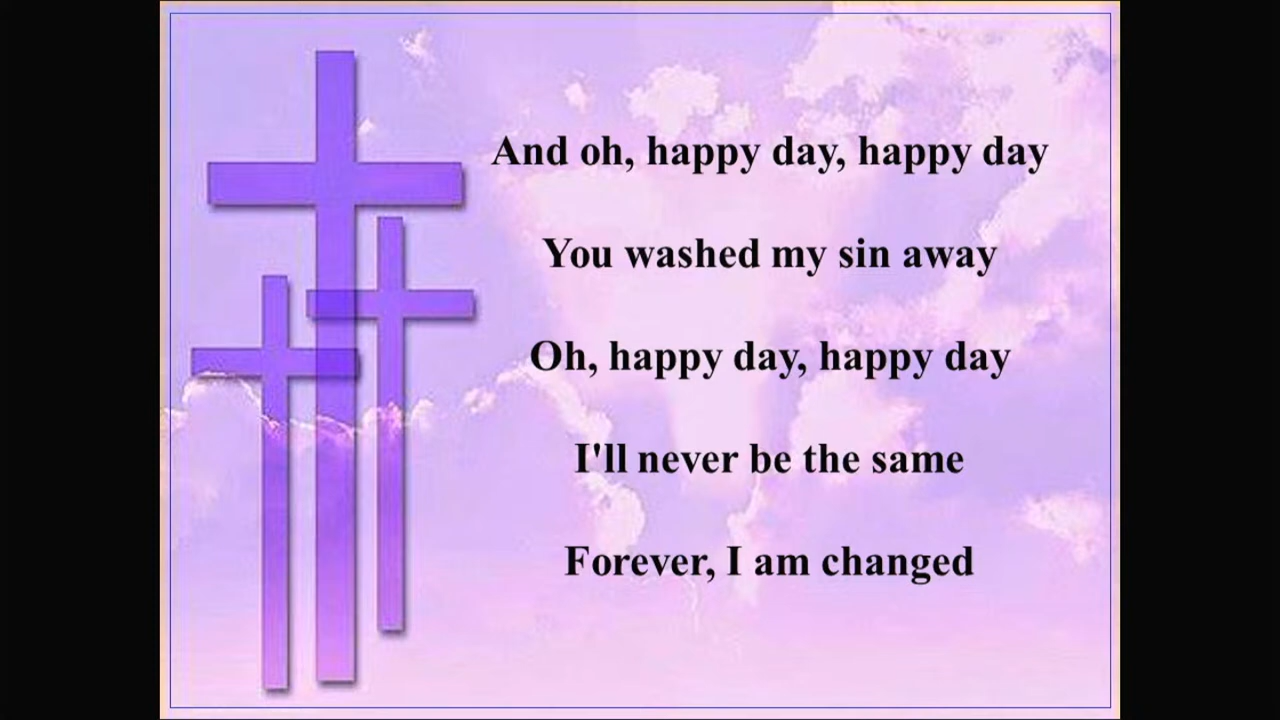 And oh, happy day, happy day
You washed my sin away
Oh, happy day, happy day
I'll never be the same
Forever, I am changed